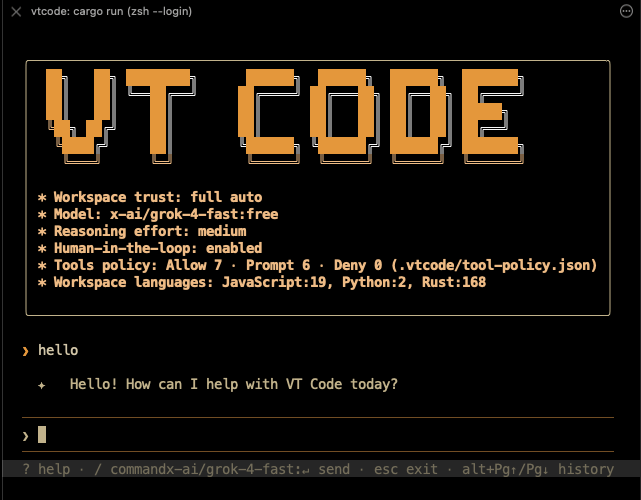 vtcode: cargo run (zsh --login)
VT CODE
* Workspace trust: full auto
* Model: x-ai/grok-4-fast:free
* Reasoning effort: medium
* Human-in-the-loop: enabled
* Tools policy: Allow 7 · Prompt 6 · Deny 0 (.vtcode/tool-policy.json)
* Workspace languages: JavaScript:19, Python:2, Rust:168
❯ hello
✦ Hello! How can I help with VT Code today?
❯
? help · / commandx-ai/grok-4-fast:↵ send · esc exit · alt+Pg↑/Pg↓ history